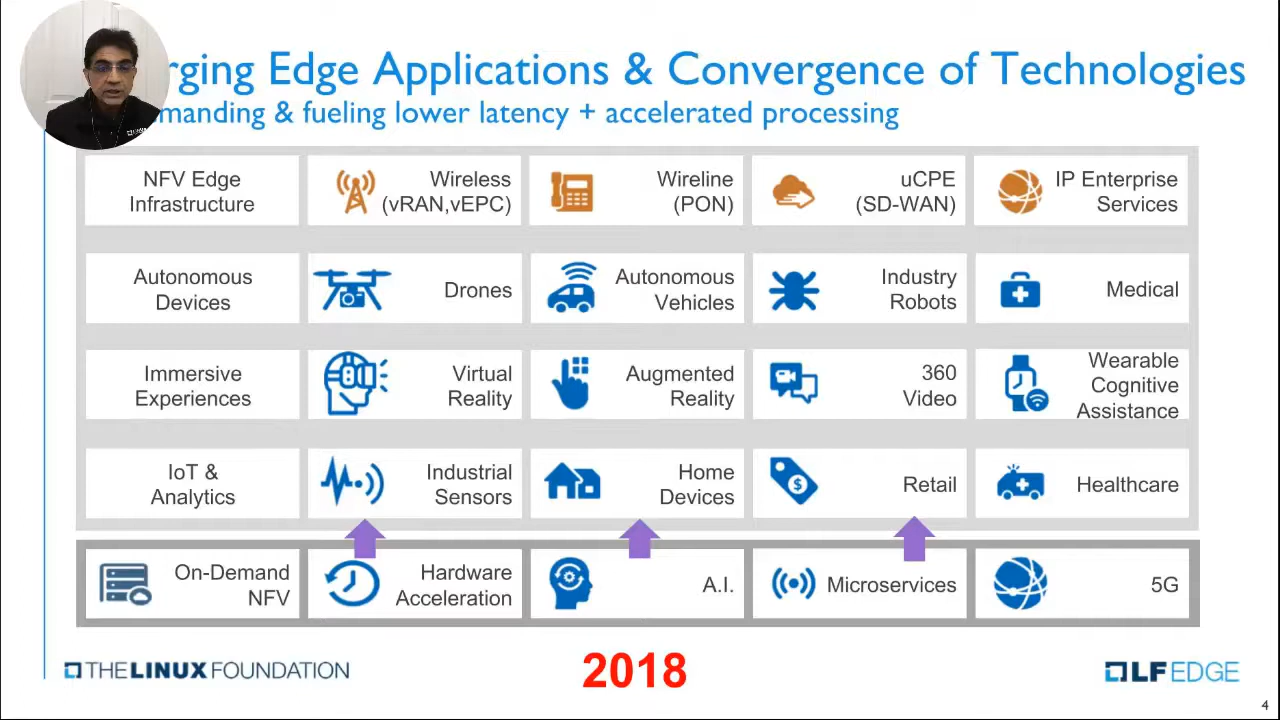 rging Edge Applications & Convergence of Technologies
manding & fueling lower latency + accelerated processing
NFV Edge
Infrastructure
Wireless
(vRAN,vEPC)
Wireline
(PON)
uCPE
(SD-WAN)
IP Enterprise
Services
Autonomous
Devices
Drones
Autonomous
Vehicles
Industry
Robots
Medical
Immersive
Experiences
Virtual
Reality
Augmented
Reality
360
Video
Wearable
Cognitive
Assistance
IoT &
Analytics
Industrial
Sensors
Home
Devices
$
Retail
Healthcare
On-Demand
NFV
Hardware
Acceleration
A.I.
Microservices
5G
THE LINUX FOUNDATION
2018
LF EDGE
4